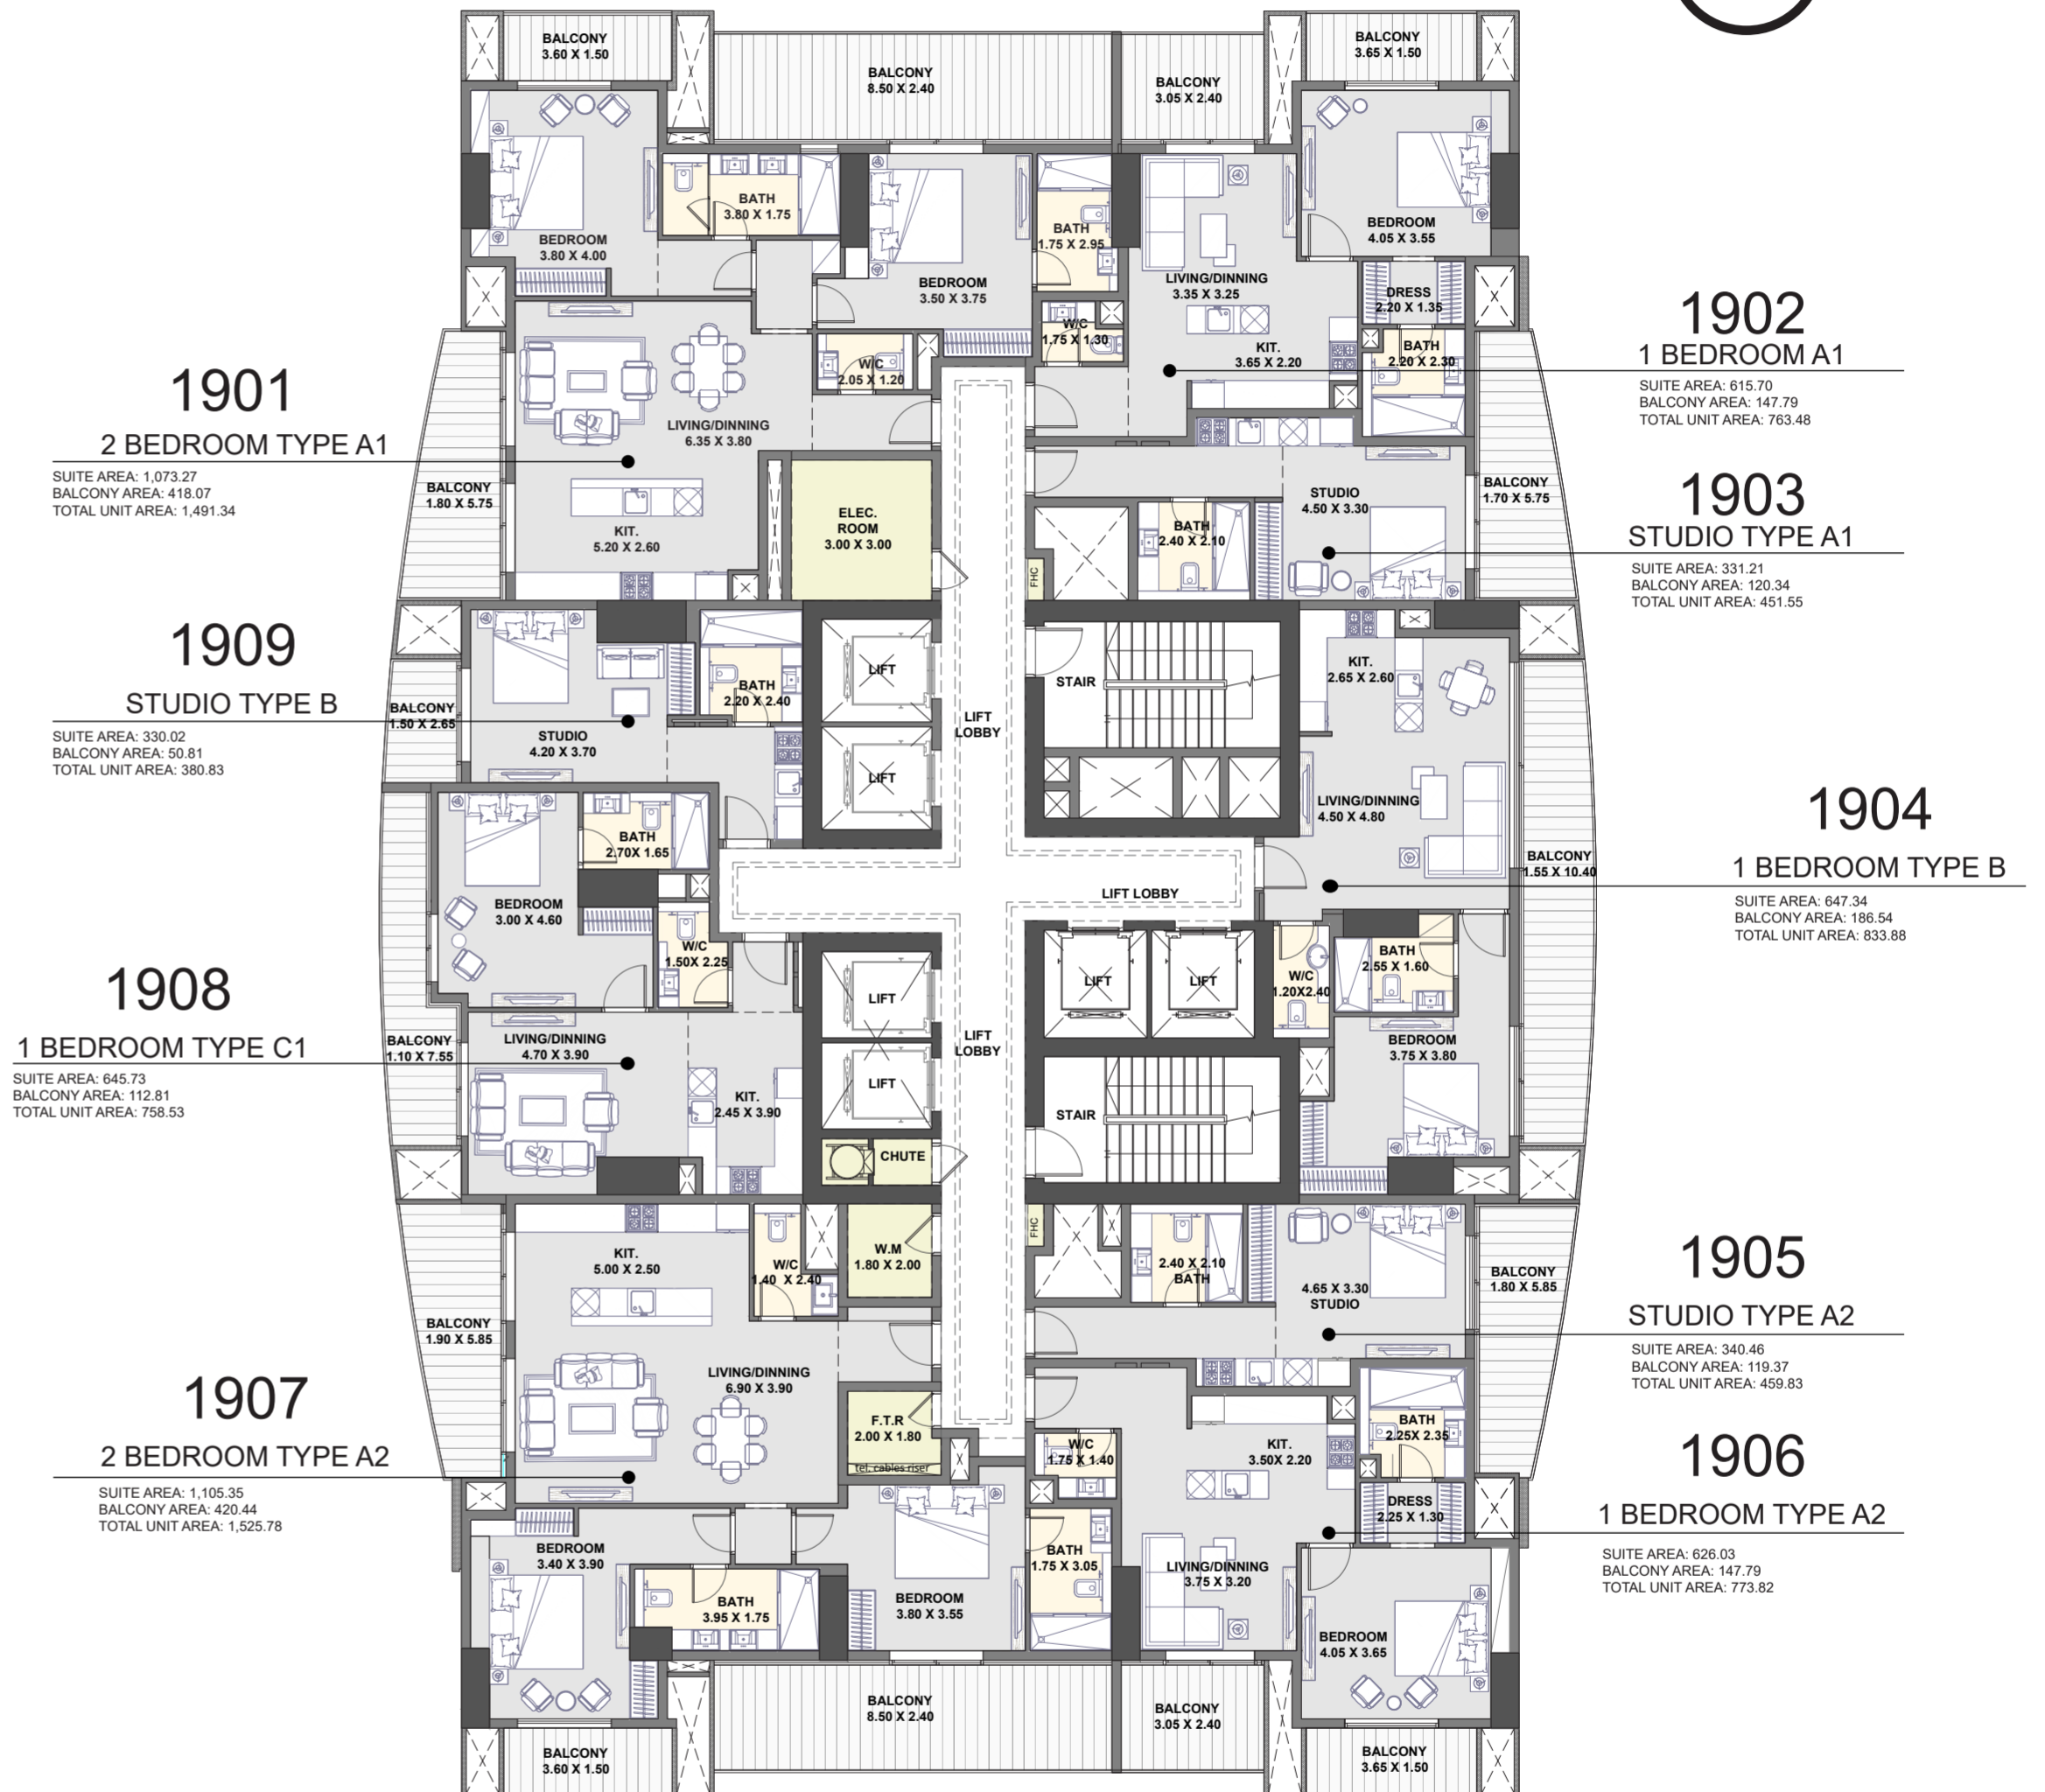 BALCONY
3.60 X 1.50
BALCONY
8.50 X 2.40
BALCONY
3.05 X 2.40
BALCONY
3.65 X 1.50
BATH
3.80 X 1.75
BEDROOM
3.80 X 4.00
BEDROOM
3.50 X 3.75
BATH
1.75 X 2.95
LIVING/DINNING
3.35 X 3.25
BEDROOM
4.05 X 3.55
DRESS
2.20 X 1.35
W/C
1.75 X 1.30
KIT.
3.65 X 2.20
BATH
2.20 X 2.30
W/C
2.05 X 1.20
1901
2 BEDROOM TYPE A1
SUITE AREA: 1,073.27
BALCONY AREA: 418.07
TOTAL UNIT AREA: 1,491.34
1902
1 BEDROOM A1
SUITE AREA: 615.70
BALCONY AREA: 147.79
TOTAL UNIT AREA: 763.48
LIVING/DINNING
6.35 X 3.80
BALCONY
1.80 X 5.75
KIT.
5.20 X 2.60
ELEC.
ROOM
3.00 X 3.00
FHC
BATH
2.40 X 2.10
STUDIO
4.50 X 3.30
BALCONY
1.70 X 5.75
1903
STUDIO TYPE A1
SUITE AREA: 331.21
BALCONY AREA: 120.34
TOTAL UNIT AREA: 451.55
1909
STUDIO TYPE B
SUITE AREA: 330.02
BALCONY AREA: 50.81
TOTAL UNIT AREA: 380.83
BALCONY
1.50 X 2.65
STUDIO
4.20 X 3.70
BATH
2.20 X 2.40
LIFT
LIFT
LIFT
LOBBY
STAIR
KIT.
2.65 X 2.60
LIVING/DINNING
4.50 X 4.80
BALCONY
1.55 X 10.40
1904
1 BEDROOM TYPE B
SUITE AREA: 647.34
BALCONY AREA: 186.54
TOTAL UNIT AREA: 833.88
BATH
2.70X 1.65
BEDROOM
3.00 X 4.60
W/C
1.50X 2.25
LIFT LOBBY
LIFT
LIFT
W/C
1.20X2.40
BATH
2.55 X 1.60
BEDROOM
3.75 X 3.80
1908
1 BEDROOM TYPE C1
SUITE AREA: 645.73
BALCONY AREA: 112.81
TOTAL UNIT AREA: 758.53
BALCONY
1.10 X 7.55
LIVING/DINNING
4.70 X 3.90
KIT.
2.45 X 3.90
LIFT
LIFT
LIFT
LOBBY
STAIR
CHUTE
KIT.
5.00 X 2.50
W/C
1.40 X 2.40
W.M
1.80 X 2.00
FHC
2.40 X 2.10
BATH
4.65 X 3.30
STUDIO
BALCONY
1.80 X 5.85
1905
STUDIO TYPE A2
SUITE AREA: 340.46
BALCONY AREA: 119.37
TOTAL UNIT AREA: 459.83
BALCONY
1.90 X 5.85
LIVING/DINNING
6.90 X 3.90
F.T.R
2.00 X 1.80
tel. cables riser
1907
2 BEDROOM TYPE A2
SUITE AREA: 1,105.35
BALCONY AREA: 420.44
TOTAL UNIT AREA: 1,525.78
W/C
1.75 X 1.40
KIT.
3.50X 2.20
BATH
2.25X 2.35
DRESS
2.25 X 1.30
1906
1 BEDROOM TYPE A2
SUITE AREA: 626.03
BALCONY AREA: 147.79
TOTAL UNIT AREA: 773.82
BEDROOM
3.40 X 3.90
BATH
3.95 X 1.75
BEDROOM
3.80 X 3.55
BATH
1.75 X 3.05
LIVING/DINNING
3.75 X 3.20
BEDROOM
4.05 X 3.65
BALCONY
3.60 X 1.50
BALCONY
8.50 X 2.40
BALCONY
3.05 X 2.40
BALCONY
3.65 X 1.50